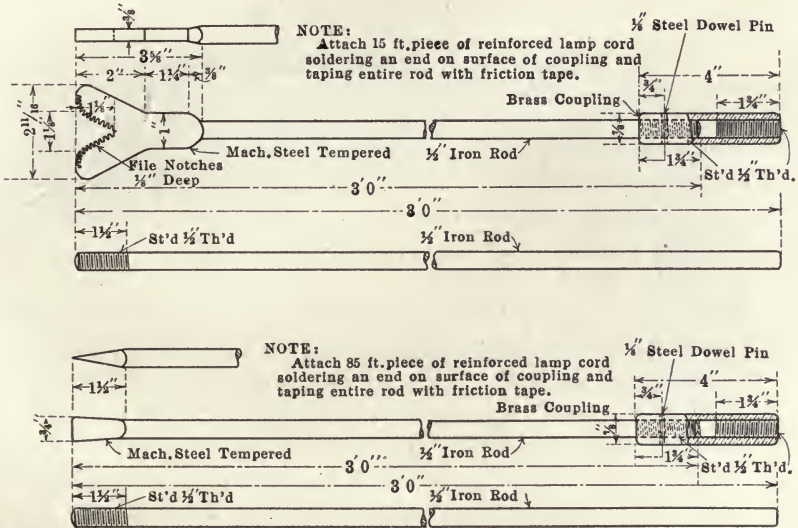 3/8"
NOTE:
Attach 15 ft. piece of reinforced lamp cord
soldering an end on surface of coupling and
taping entire rod with friction tape.
1/8" Steel Dowel Pin
3 5/8"
2"
1 1/4"
3/8"
4"
3/4"
1 3/4"
Brass Coupling
2 11/16"
1 1/8"
1 1/8"
1"
7/8"
Mach. Steel Tempered
1/2" Iron Rod
1 3/4"
St'd 1/2" Th'd.
File Notches
1/8" Deep
3'0"
3'0"
1 1/2"
St'd 1/2" Th'd
1/2" Iron Rod
NOTE:
Attach 85 ft. piece of reinforced lamp cord
soldering an end on surface of coupling and
taping entire rod with friction tape.
1/8" Steel Dowel Pin
1 1/2"
4"
3/4"
1 3/4"
Brass Coupling
3/8"
7/8"
Mach. Steel Tempered
1/2" Iron Rod
1 3/4"
St'd 1/2" Th'd.
3'0"
3'0"
1 1/2"
St'd 1/2" Th'd
1/2" Iron Rod